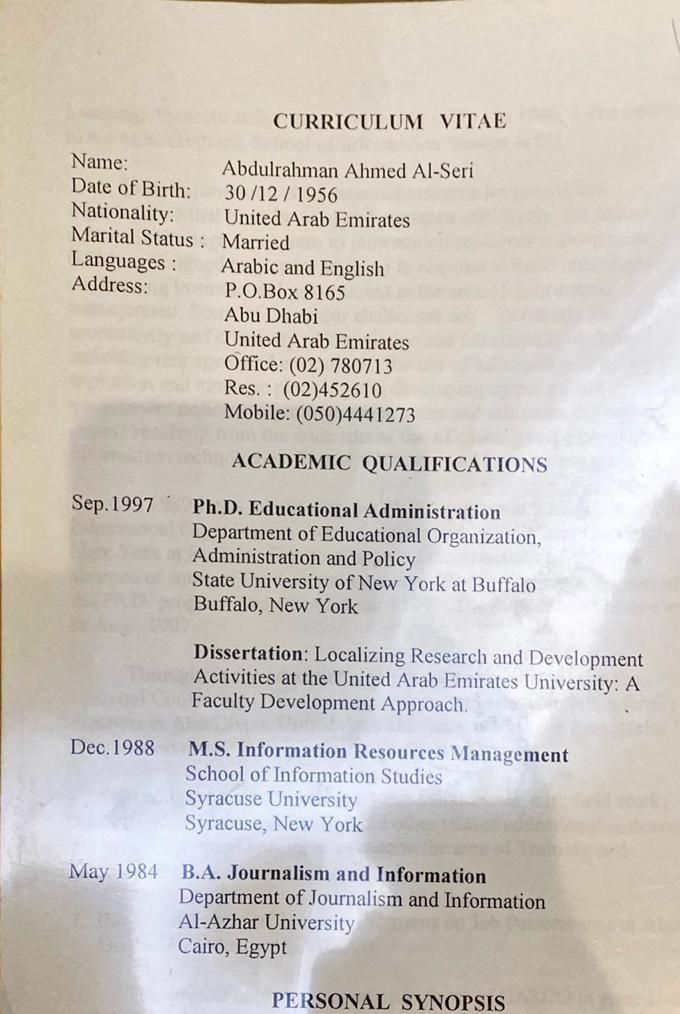 CURRICULUM VITAE
Name: Abdulrahman Ahmed Al-Seri
Date of Birth: 30 /12 / 1956
Nationality: United Arab Emirates
Marital Status : Married
Languages : Arabic and English
Address: P.O.Box 8165
Abu Dhabi
United Arab Emirates
Office: (02) 780713
Res. : (02)452610
Mobile: (050)4441273
ACADEMIC QUALIFICATIONS
Sep.1997 Ph.D. Educational Administration
Department of Educational Organization,
Administration and Policy
State University of New York at Buffalo
Buffalo, New York
Dissertation: Localizing Research and Development
Activities at the United Arab Emirates University: A
Faculty Development Approach.
Dec.1988 M.S. Information Resources Management
School of Information Studies
Syracuse University
Syracuse, New York
May 1984 B.A. Journalism and Information
Department of Journalism and Information
Al-Azhar University
Cairo, Egypt
PERSONAL SYNOPSIS